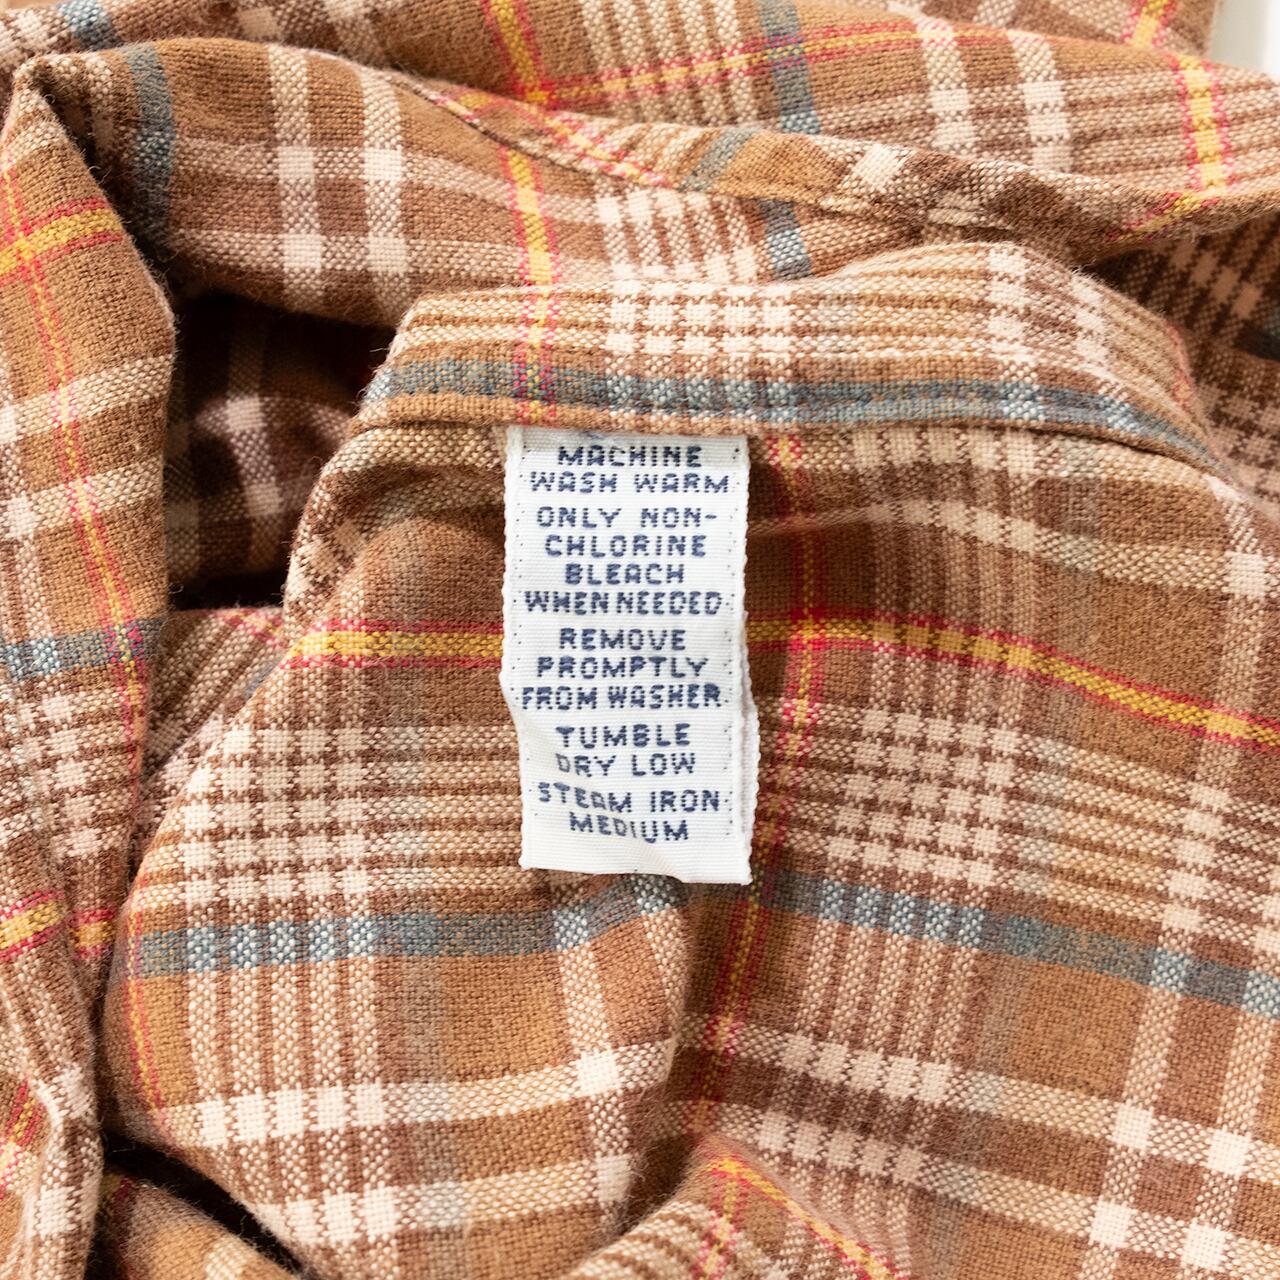 MACHINE
WASH WARM
ONLY NON-
CHLORINE
BLEACH
WHEN NEEDED
REMOVE
PROMPTLY
FROM WASHER
TUMBLE
DRY LOW
STEAM IRON
MEDIUM